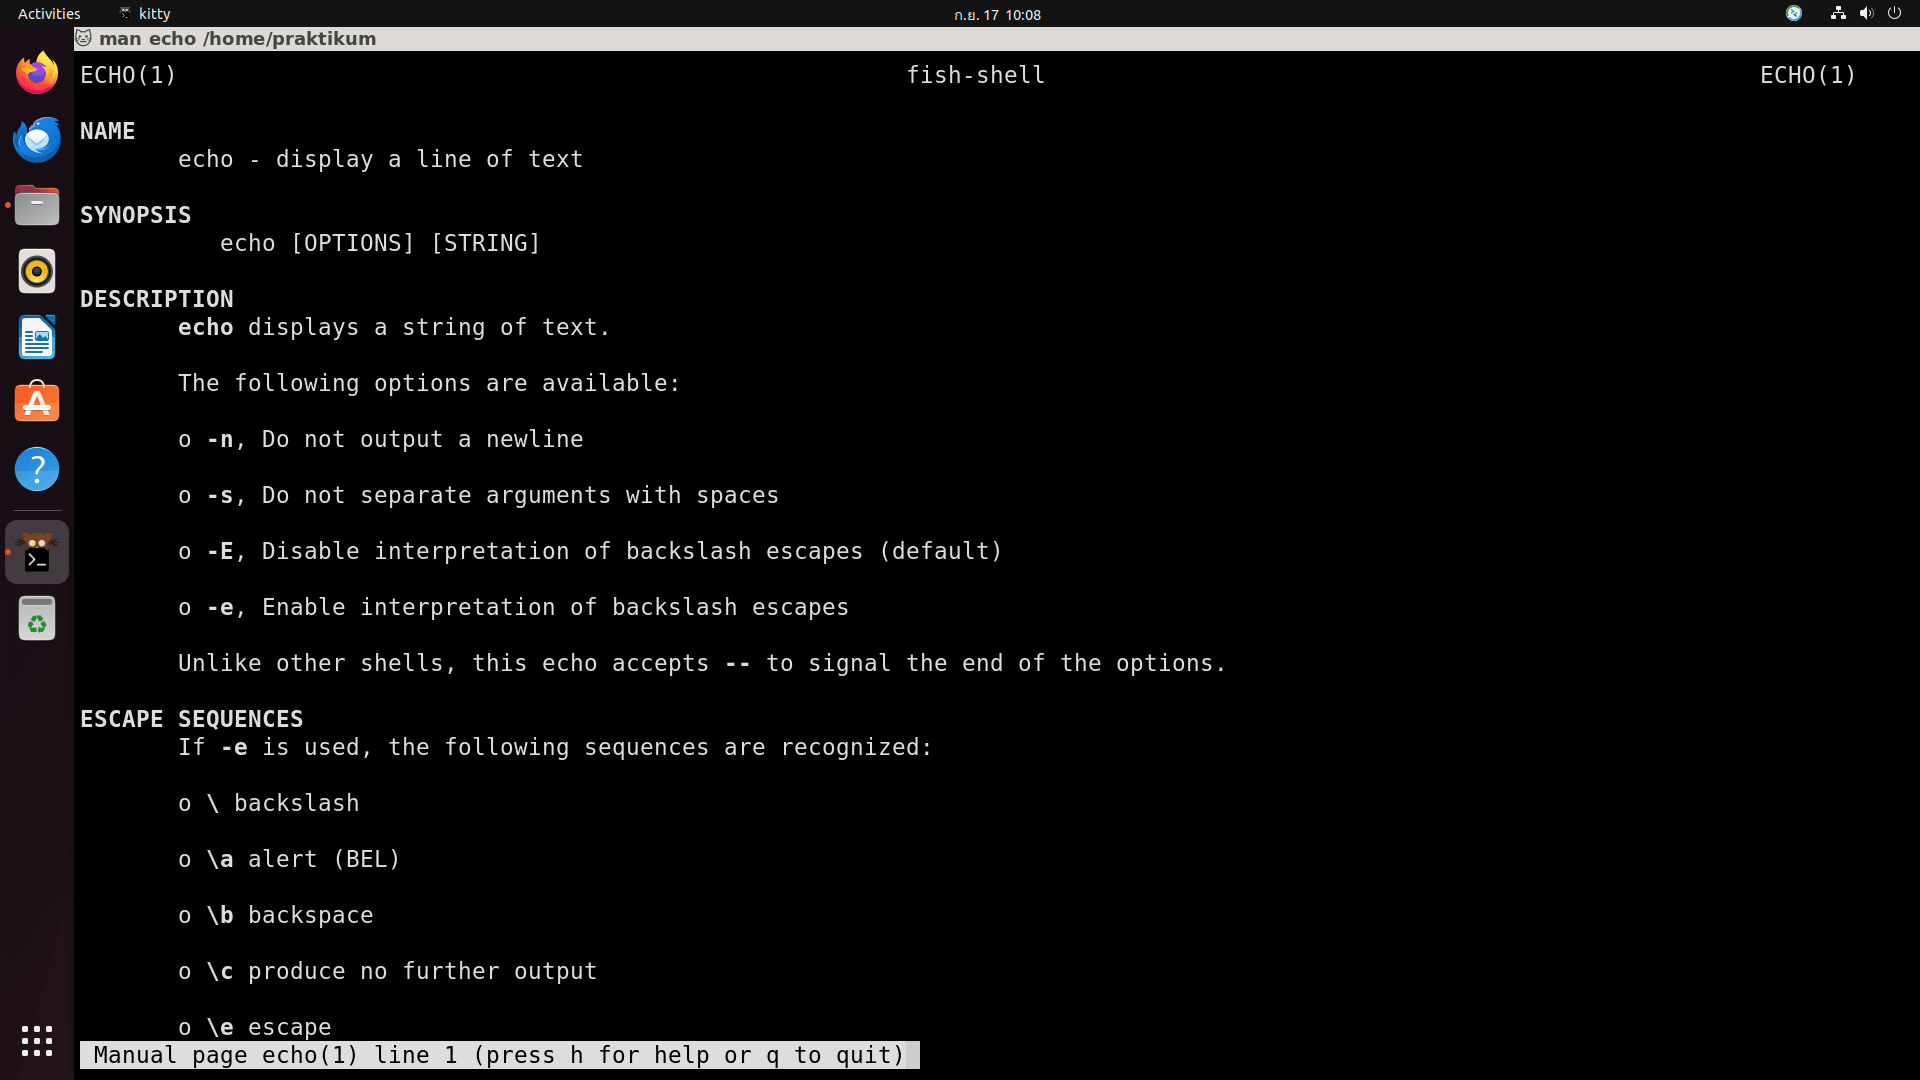 Activities kitty ก.ย. 17 10:08
man echo /home/praktikum
ECHO(1) fish-shell ECHO(1)
NAME
echo - display a line of text
SYNOPSIS
echo [OPTIONS] [STRING]
DESCRIPTION
echo displays a string of text.
The following options are available:
o -n, Do not output a newline
o -s, Do not separate arguments with spaces
o -E, Disable interpretation of backslash escapes (default)
o -e, Enable interpretation of backslash escapes
Unlike other shells, this echo accepts -- to signal the end of the options.
ESCAPE SEQUENCES
If -e is used, the following sequences are recognized:
o \ backslash
o \a alert (BEL)
o \b backspace
o \c produce no further output
o \e escape
Manual page echo(1) line 1 (press h for help or q to quit)